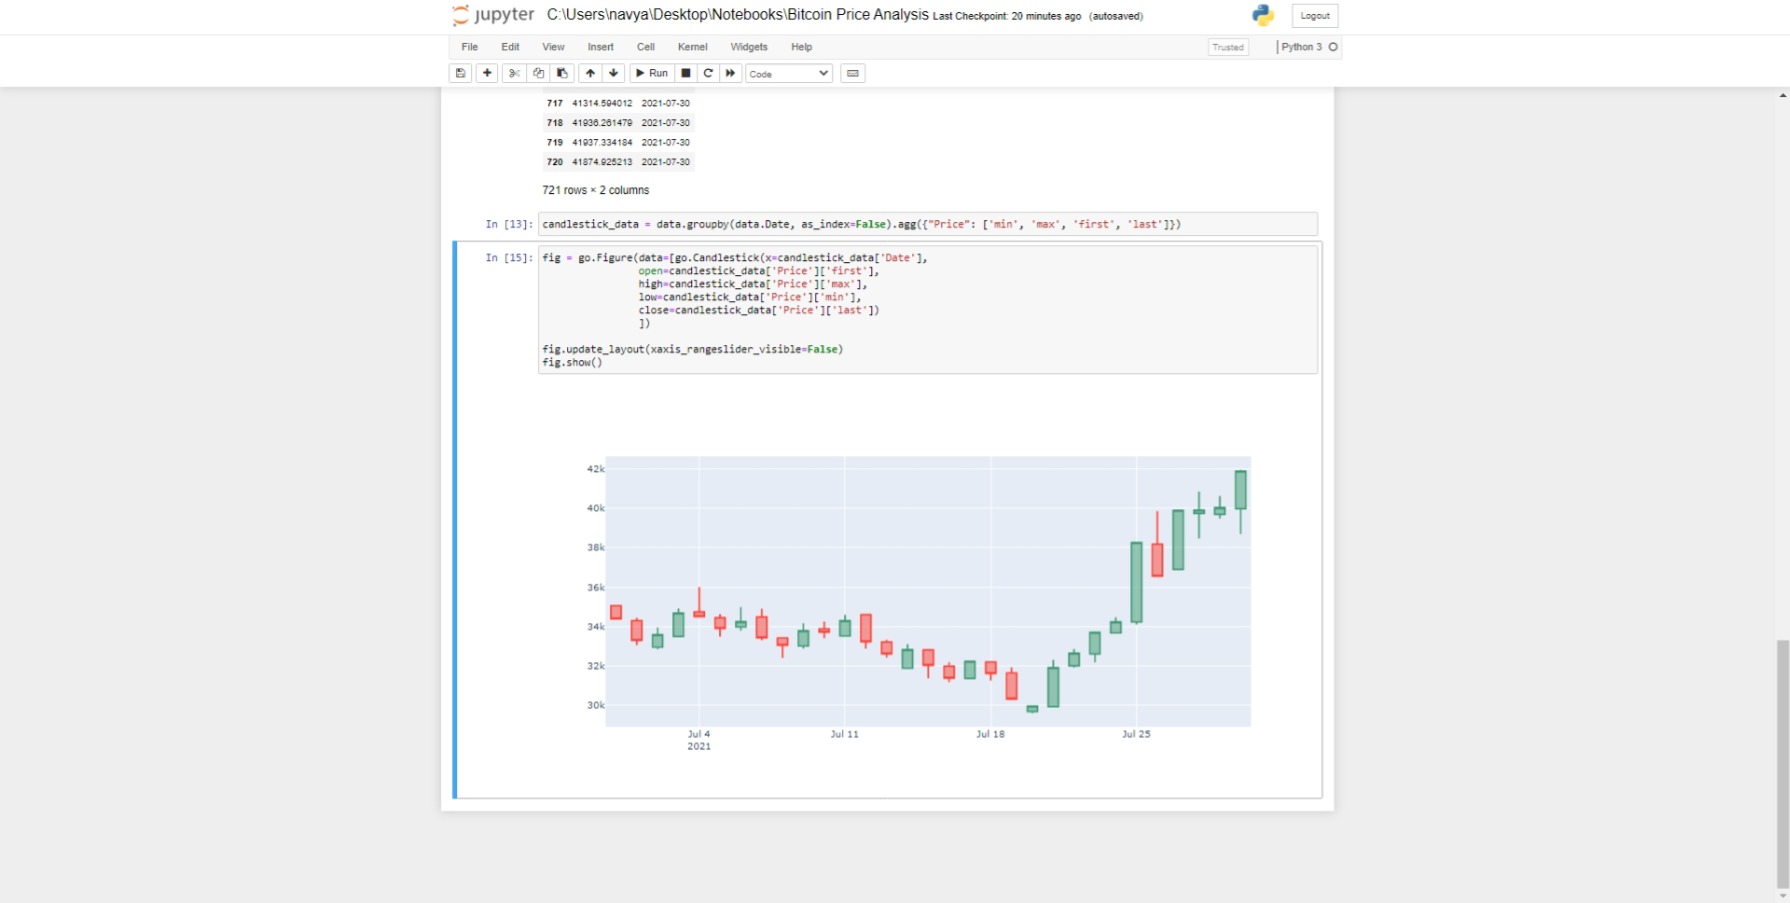 jupyter C:\Users\navya\Desktop\Notebooks\Bitcoin Price Analysis Last Checkpoint: 20 minutes ago (autosaved) Logout
File Edit View Insert Cell Kernel Widgets Help Trusted Python 3
Run Code
717 41314.594012 2021-07-30
718 41936.261479 2021-07-30
719 41937.334184 2021-07-30
720 41874.925213 2021-07-30
721 rows × 2 columns
In [13]: candlestick_data = data.groupby(data.Date, as_index=False).agg({"Price": ['min', 'max', 'first', 'last']})
In [15]: fig = go.Figure(data=[go.Candlestick(x=candlestick_data['Date'],
open=candlestick_data['Price']['first'],
high=candlestick_data['Price']['max'],
low=candlestick_data['Price']['min'],
close=candlestick_data['Price']['last'])
])
fig.update_layout(xaxis_rangeslider_visible=False)
fig.show()
42k
40k
38k
36k
34k
32k
30k
Jul 4 Jul 11 Jul 18 Jul 25
2021